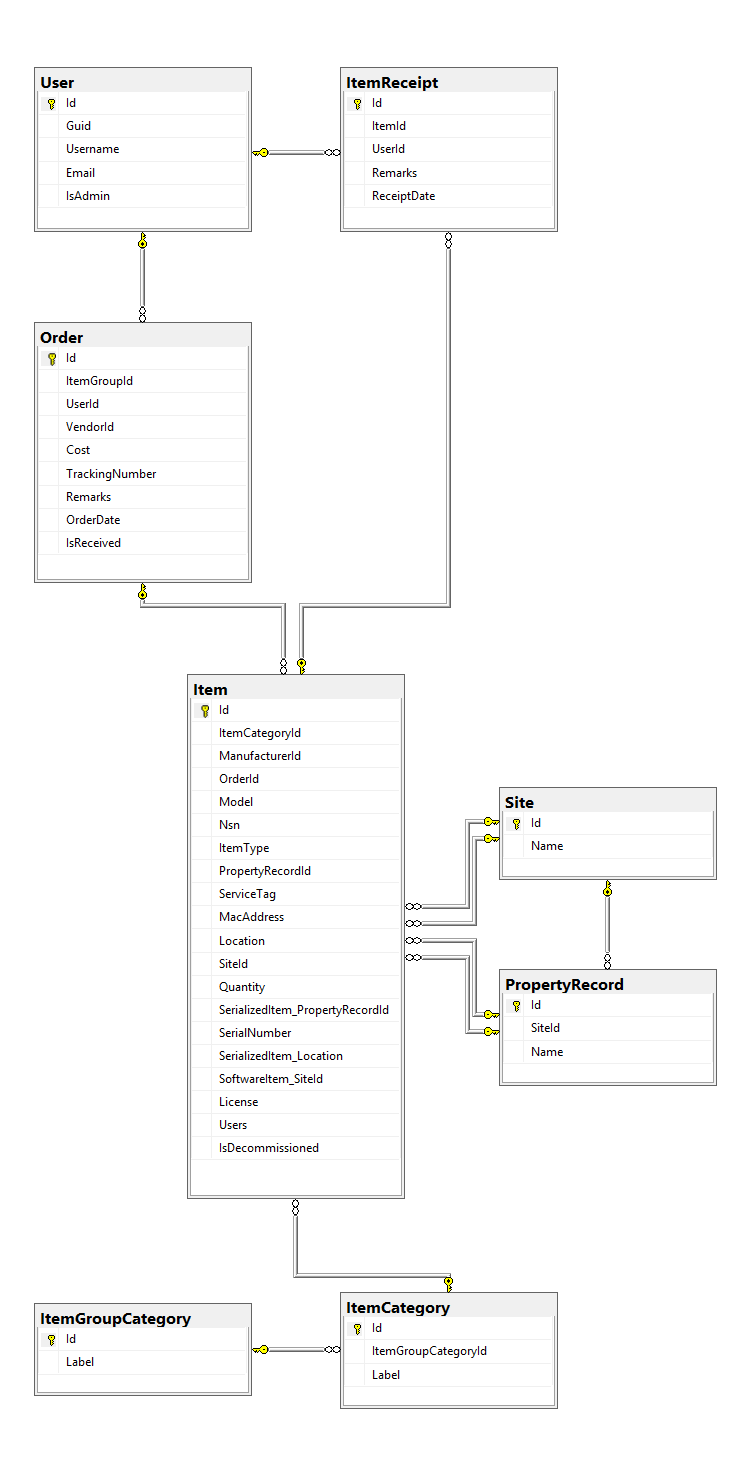 User
Id
Guid
Username
Email
IsAdmin
ItemReceipt
Id
ItemId
UserId
Remarks
ReceiptDate
Order
Id
ItemGroupId
UserId
VendorId
Cost
TrackingNumber
Remarks
OrderDate
IsReceived
Item
Id
ItemCategoryId
ManufacturerId
OrderId
Model
Nsn
ItemType
PropertyRecordId
ServiceTag
MacAddress
Location
SiteId
Quantity
SerializedItem_PropertyRecordId
SerialNumber
SerializedItem_Location
SoftwareItem_SiteId
License
Users
IsDecommissioned
Site
Id
Name
PropertyRecord
Id
SiteId
Name
ItemGroupCategory
Id
Label
ItemCategory
Id
ItemGroupCategoryId
Label